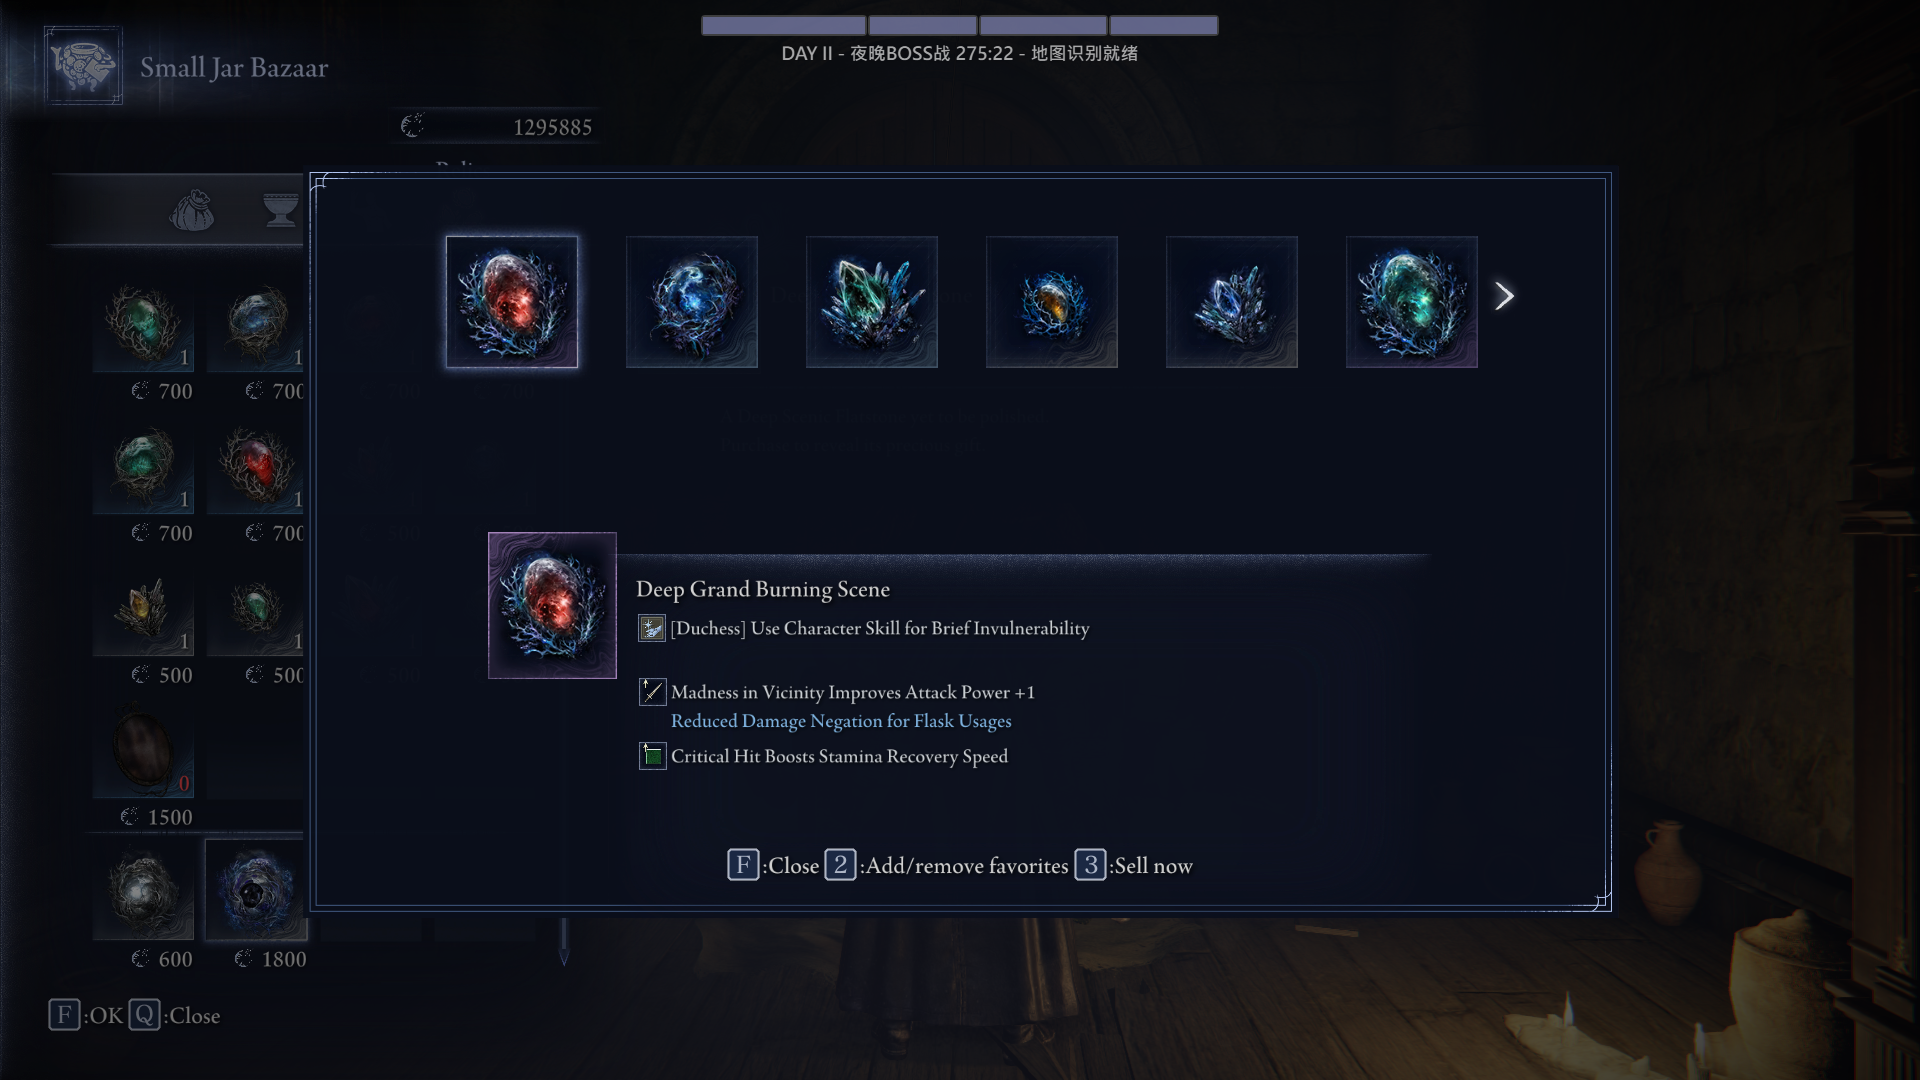 DAY II - 夜晚BOSS战 275:22 - 地图识别就绪
Small Jar Bazaar
1295885
1
1
700
700
1
1
700
700
1
1
500
500
0
1500
600
1800
Deep Grand Burning Scene
[Duchess] Use Character Skill for Brief Invulnerability
Madness in Vicinity Improves Attack Power +1
Reduced Damage Negation for Flask Usages
Critical Hit Boosts Stamina Recovery Speed
F:Close 2:Add/remove favorites 3:Sell now
F:OK Q:Close